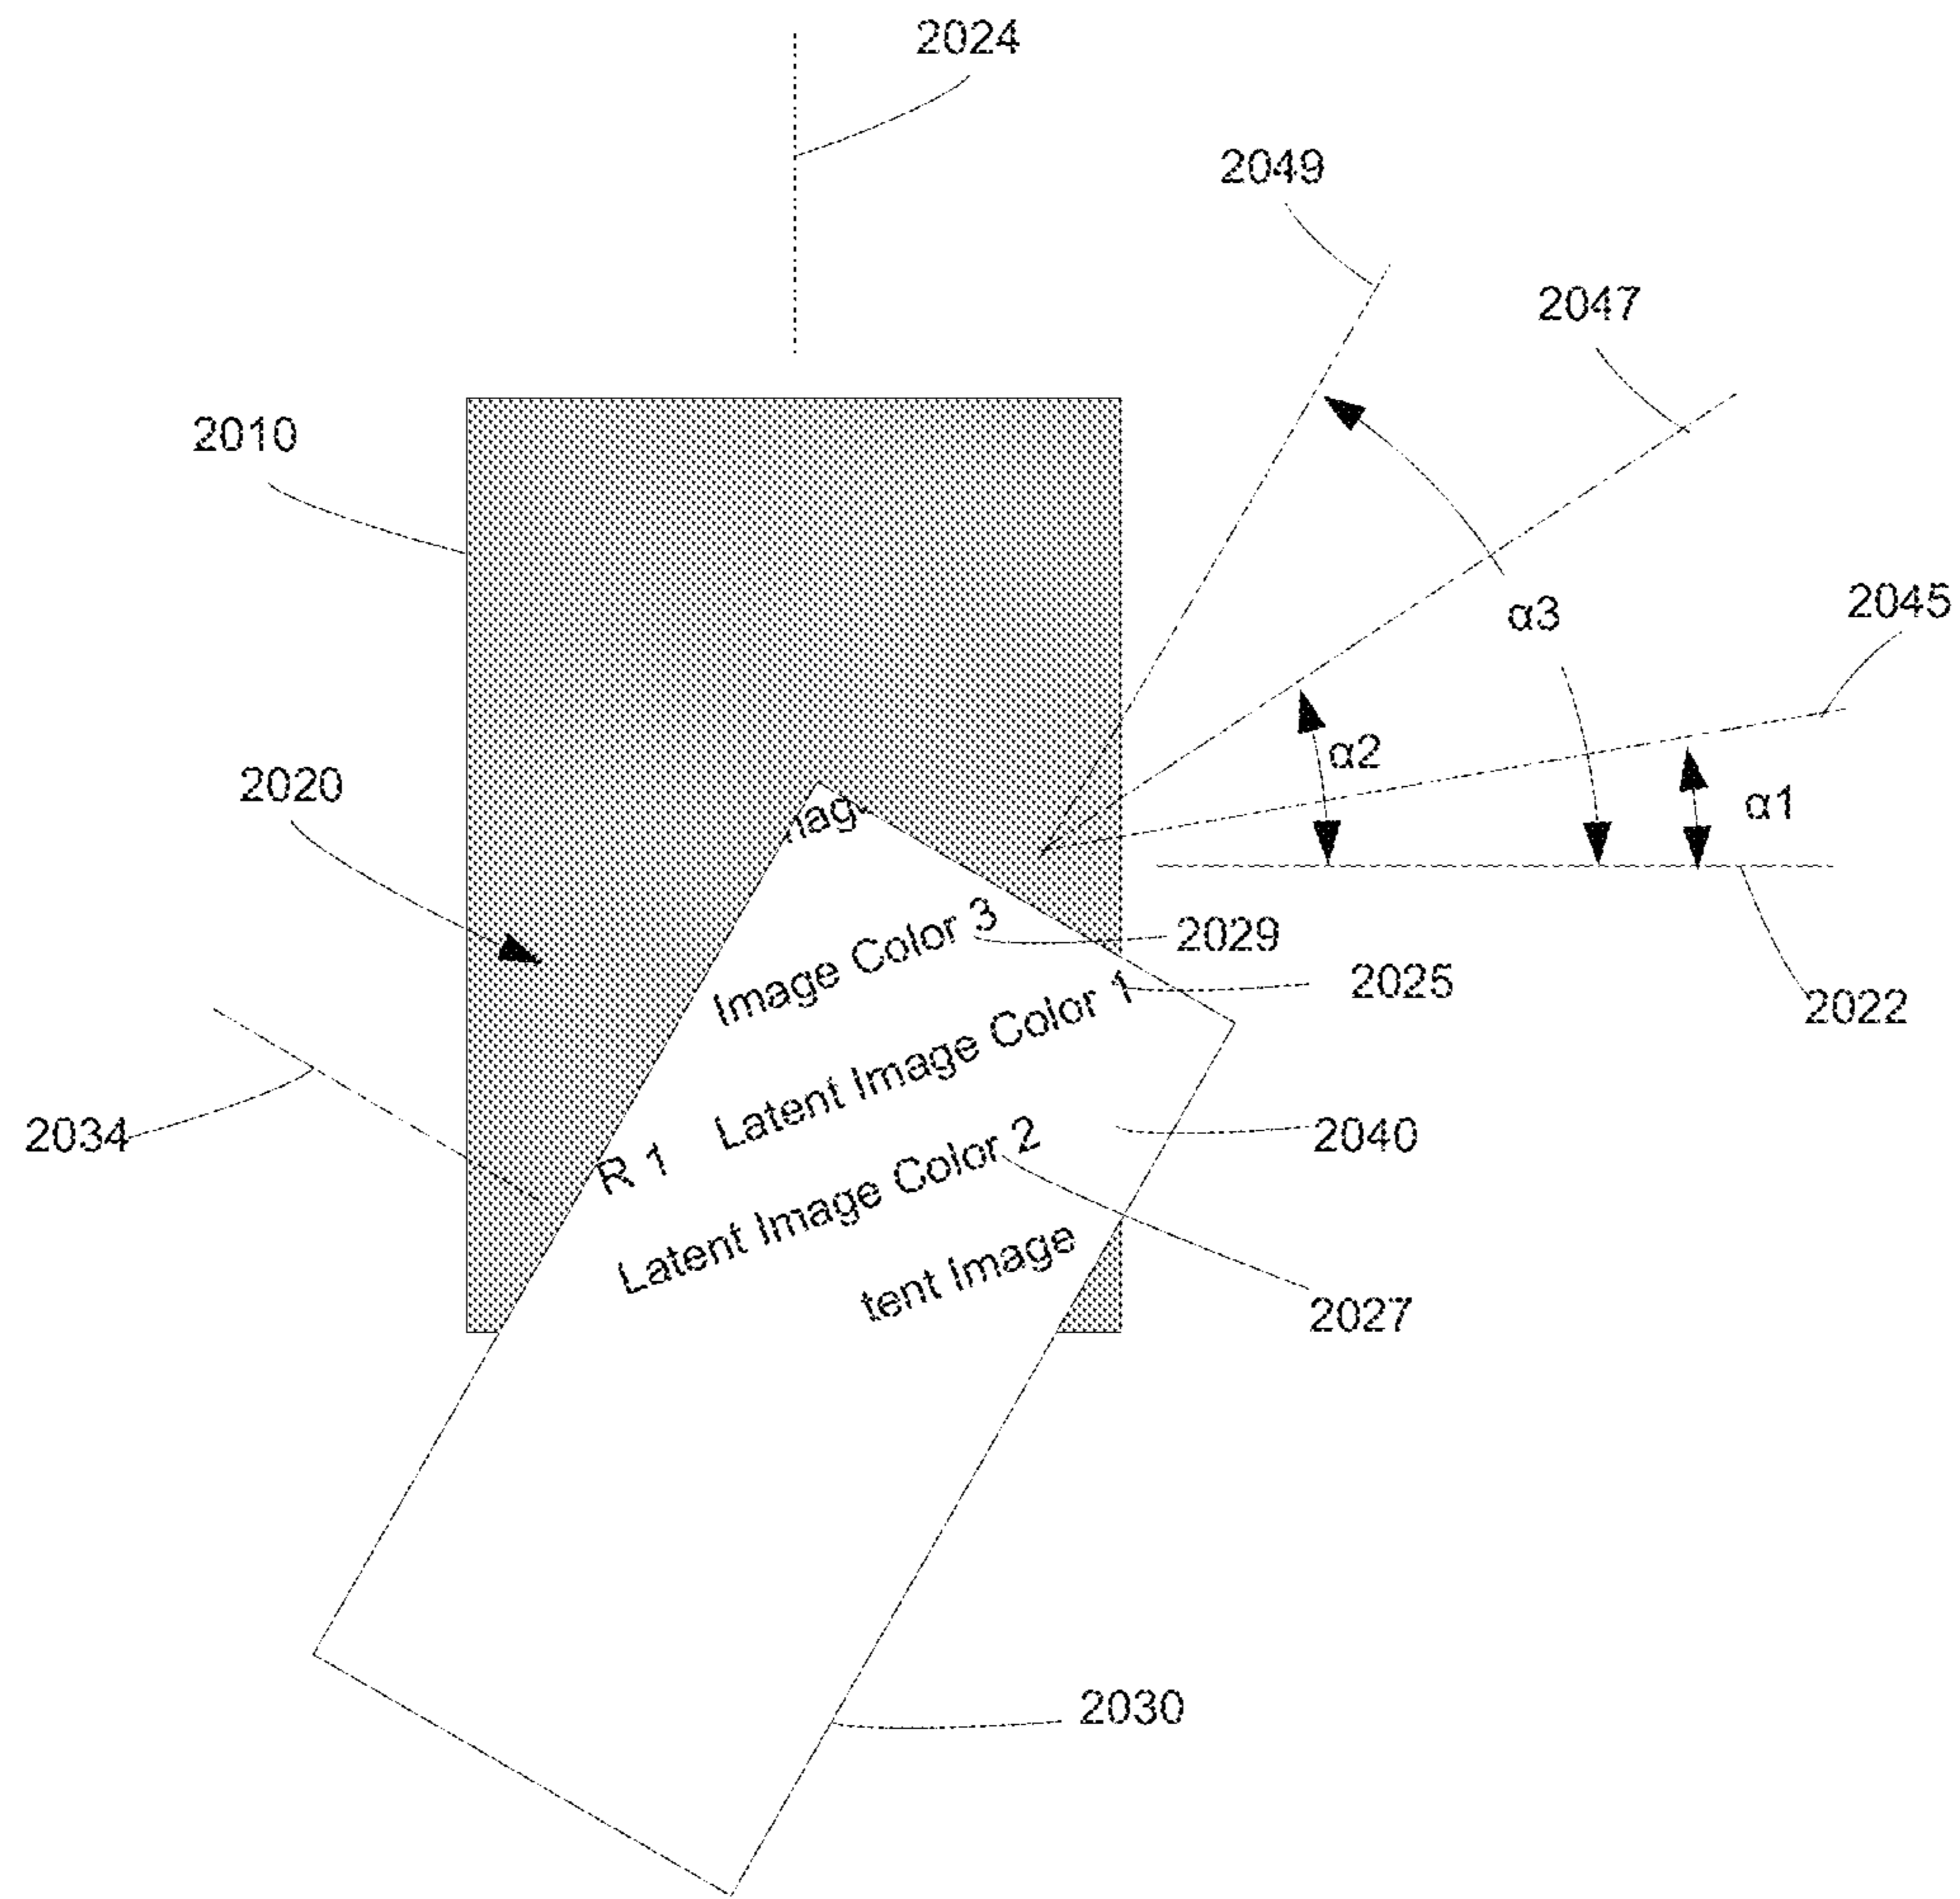 2024
2049
2047
2010
2045
α3
α2
2020
α1
Image Color 3
2029
Latent Image Color 1
2025
2022
2034
R 1
2040
Latent Image Color 2
tent Image
2027
2030